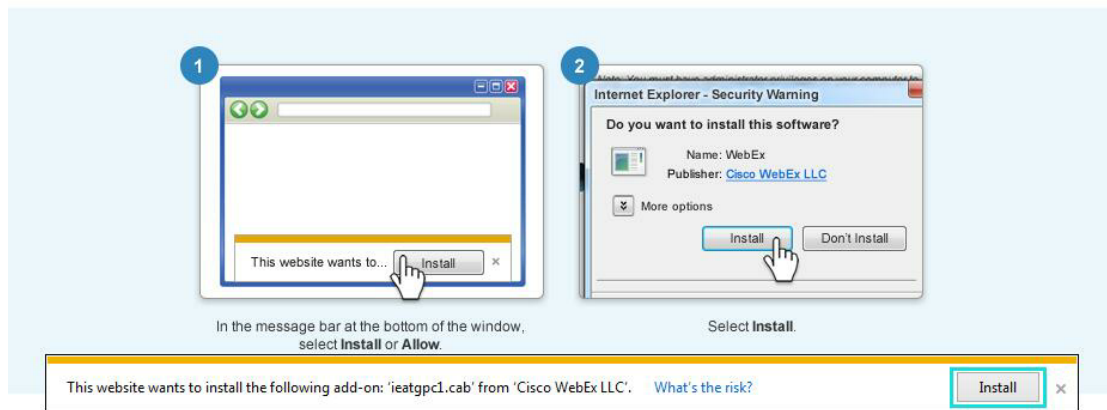 1
2
Note: You must have administrator privileges on your computer to
Internet Explorer - Security Warning
Do you want to install this software?
Name: WebEx
Publisher: Cisco WebEx LLC
More options
Install
Don't Install
This website wants to...
Install
In the message bar at the bottom of the window,
select Install or Allow.
Select Install.
This website wants to install the following add-on: 'ieatgpc1.cab' from 'Cisco WebEx LLC'. What's the risk? Install